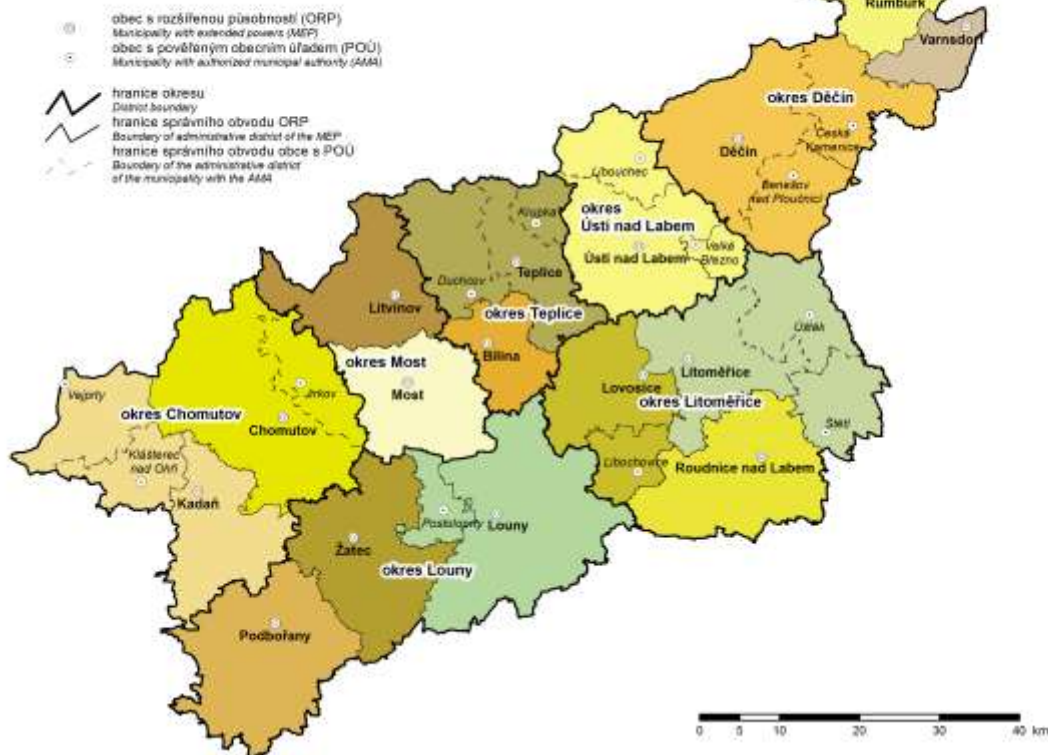 obec s rozšířenou působností (ORP)
Municipality with extended powers (MEP)
obec s pověřeným obecním úřadem (POÚ)
Municipality with authorized municipal authority (AMA)
hranice okresu
District boundary
hranice správního obvodu ORP
Boundary of administrative district of the MEP
hranice správního obvodu obce s POÚ
Boundary of the administrative district
of the municipality with the AMA
Rumburk
Varnsdorf
okres Děčín
Děčín
Česká
Kamenice
Benešov
nad Ploučnicí
Libouchec
okres
Ústí nad Labem
Ústí nad Labem
Velké
Březno
Krupka
Teplice
Duchcov
okres Teplice
Bílina
Litvínov
okres Most
Most
Vejprty
okres Chomutov
Jirkov
Chomutov
Klášterec
nad Ohří
Kadaň
Úštěk
Litoměřice
Lovosice
okres Litoměřice
Štětí
Libochovice
Roudnice nad Labem
Postoloprty
Louny
Žatec
okres Louny
Podbořany
0 5 10 20 30 40 km